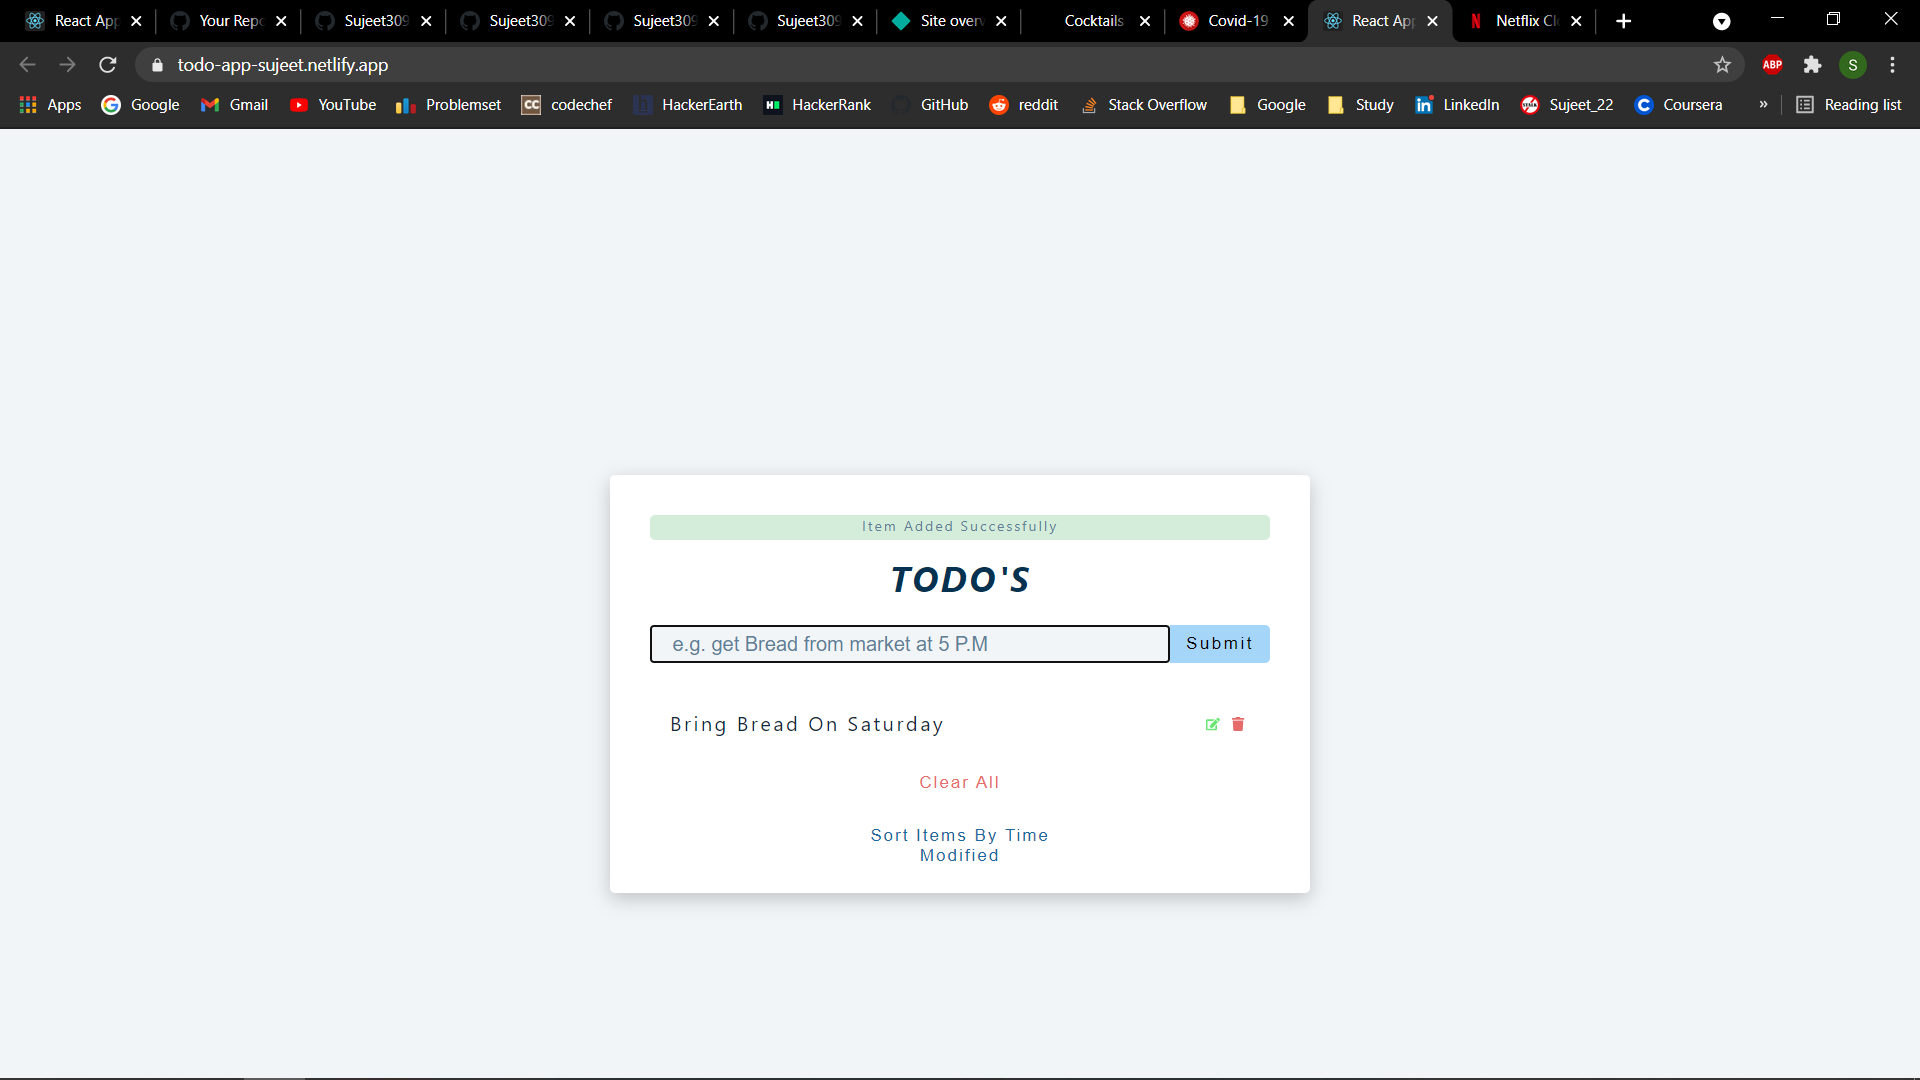 React App
Your Repo
Sujeet309
Sujeet309
Sujeet309
Sujeet309
Site overv
Cocktails
Covid-19
React App
Netflix Cl
todo-app-sujeet.netlify.app
ABP
S
Apps
Google
Gmail
YouTube
Problemset
CC
codechef
h
HackerEarth
H
HackerRank
GitHub
reddit
Stack Overflow
Google
Study
in
LinkedIn
Sujeet_22
C
Coursera
»
Reading list
Item Added Successfully
TODO'S
e.g. get Bread from market at 5 P.M
Submit
Bring Bread On Saturday
Clear All
Sort Items By Time
Modified